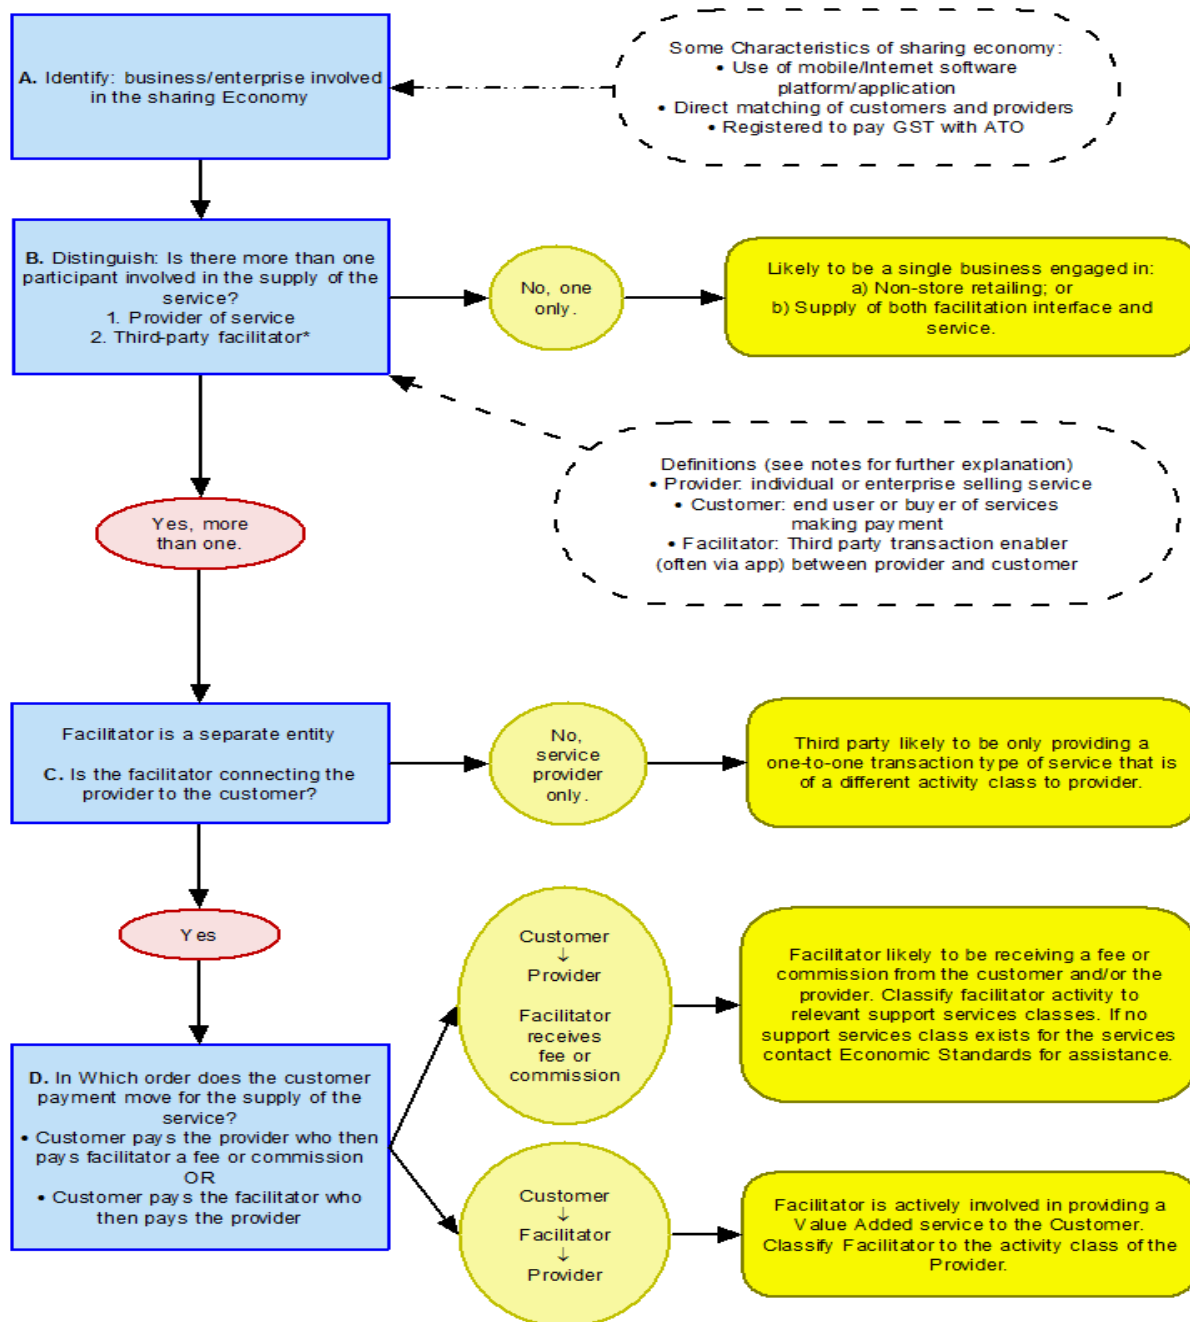 A. Identify: business/enterprise involved
in the sharing Economy
Some Characteristics of sharing economy:
• Use of mobile/Internet software
platform/application
• Direct matching of customers and providers
• Registered to pay GST with ATO
B. Distinguish: Is there more than one
participant involved in the supply of the
service?
1. Provider of service
2. Third-party facilitator*
No, one
only.
Likely to be a single business engaged in:
a) Non-store retailing; or
b) Supply of both facilitation interface and
service.
Definitions (see notes for further explanation)
• Provider: individual or enterprise selling service
• Customer: end user or buyer of services
making payment
• Facilitator: Third party transaction enabler
(often via app) between provider and customer
Yes, more
than one.
Facilitator is a separate entity
C. Is the facilitator connecting the
provider to the customer?
No,
service
provider
only.
Third party likely to be only providing a
one-to-one transaction type of service that is
of a different activity class to provider.
Yes
Customer
↓
Provider
Facilitator
receives
fee or
commission
Facilitator likely to be receiving a fee or
commission from the customer and/or the
provider. Classify facilitator activity to
relevant support services classes. If no
support services class exists for the services
contact Economic Standards for assistance.
D. In Which order does the customer
payment move for the supply of the
service?
• Customer pays the provider who then
pays facilitator a fee or commission
OR
• Customer pays the facilitator who
then pays the provider
Customer
↓
Facilitator
↓
Provider
Facilitator is actively involved in providing a
Value Added service to the Customer.
Classify Facilitator to the activity class of the
Provider.